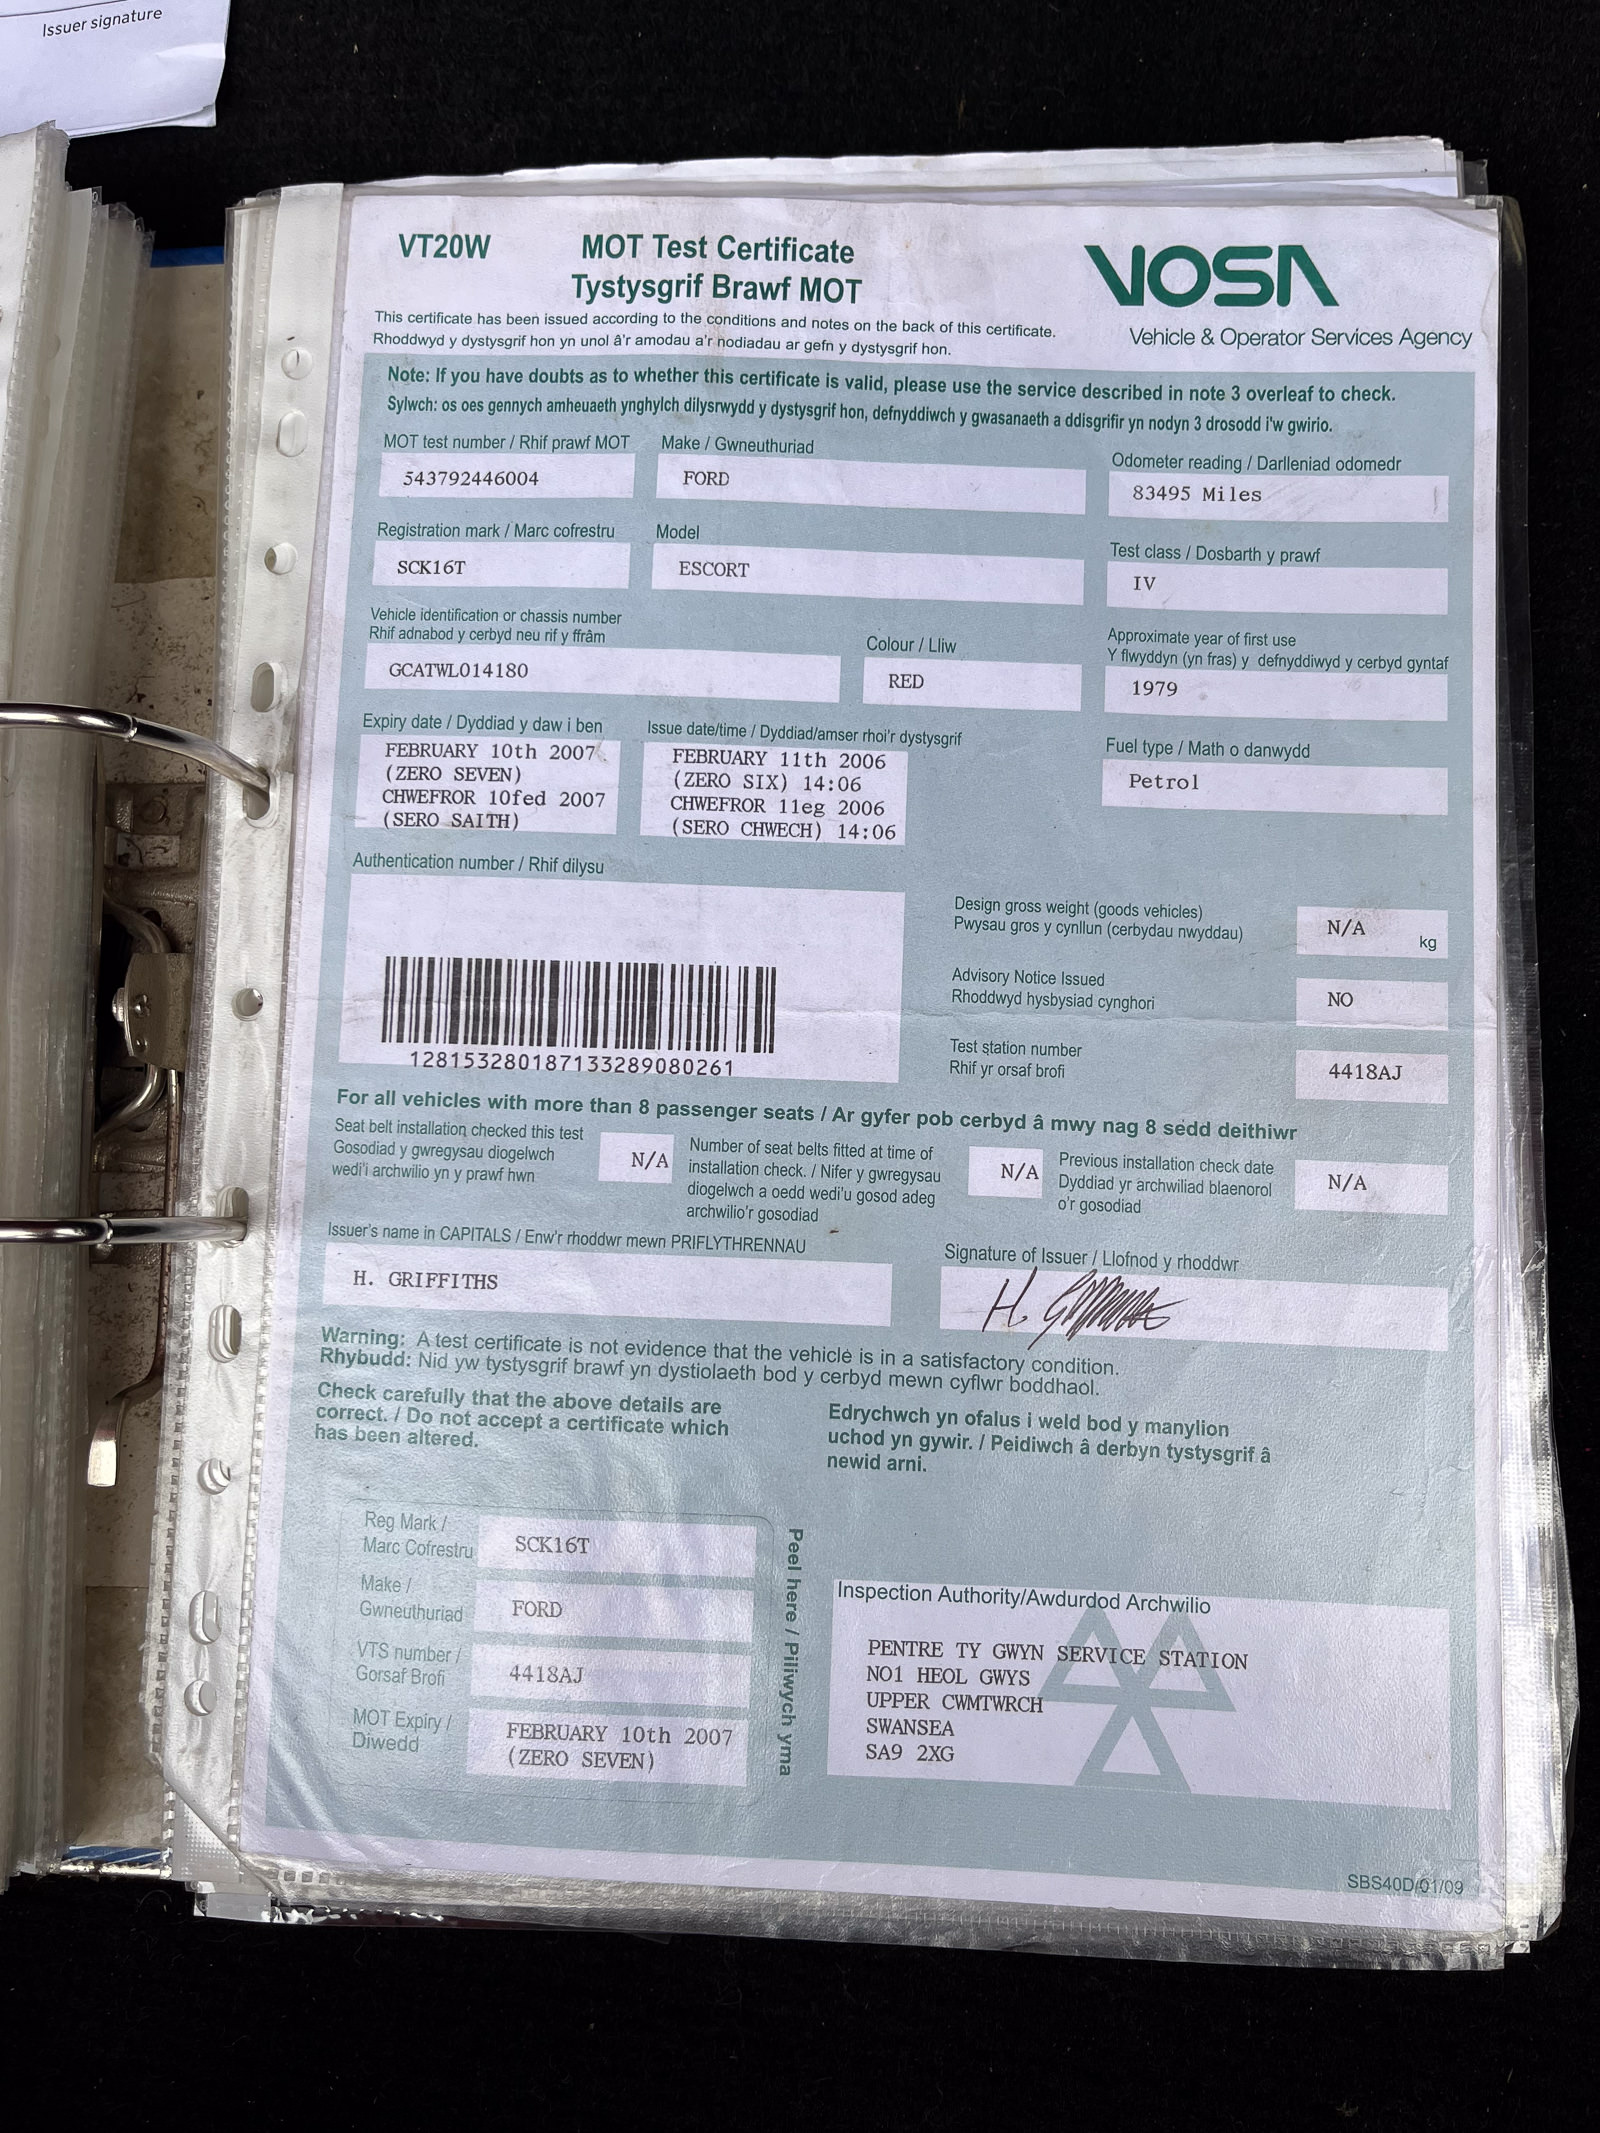 Issuer signature
VT20W
MOT Test Certificate
Tystysgrif Brawf MOT
VOSA
Vehicle & Operator Services Agency
This certificate has been issued according to the conditions and notes on the back of this certificate.
Rhoddwyd y dystysgrif hon yn unol â'r amodau a'r nodiadau ar gefn y dystysgrif hon.
Note: If you have doubts as to whether this certificate is valid, please use the service described in note 3 overleaf to check.
Sylwch: os oes gennych amheuaeth ynghylch dilysrwydd y dystysgrif hon, defnyddiwch y gwasanaeth a ddisgrifir yn nodyn 3 drosodd i'w gwirio.
MOT test number / Rhif prawf MOT
543792446004
Make / Gwneuthuriad
FORD
Odometer reading / Darlleniad odomedr
83495 Miles
Registration mark / Marc cofrestru
SCK16T
Model
ESCORT
Test class / Dosbarth y prawf
IV
Vehicle identification or chassis number
Rhif adnabod y cerbyd neu rif y ffrâm
GCATWL014180
Colour / Lliw
RED
Approximate year of first use
Y flwyddyn (yn fras) y defnyddiwyd y cerbyd gyntaf
1979
Expiry date / Dyddiad y daw i ben
FEBRUARY 10th 2007
(ZERO SEVEN)
CHWEFROR 10fed 2007
(SERO SAITH)
Issue date/time / Dyddiad/amser rhoi'r dystysgrif
FEBRUARY 11th 2006
(ZERO SIX) 14:06
CHWEFROR 11eg 2006
(SERO CHWECH) 14:06
Fuel type / Math o danwydd
Petrol
Authentication number / Rhif dilysu
128153280187133289080261
Design gross weight (goods vehicles)
Pwysau gros y cynllun (cerbydau nwyddau)
N/A
kg
Advisory Notice Issued
Rhoddwyd hysbysiad cynghori
NO
Test station number
Rhif yr orsaf brofi
4418AJ
For all vehicles with more than 8 passenger seats / Ar gyfer pob cerbyd â mwy nag 8 sedd deithiwr
Seat belt installation checked this test
Gosodiad y gwregysau diogelwch
wedi'i archwilio yn y prawf hwn
N/A
Number of seat belts fitted at time of
installation check. / Nifer y gwregysau
diogelwch a oedd wedi'u gosod adeg
archwilio'r gosodiad
N/A
Previous installation check date
Dyddiad yr archwiliad blaenorol
o'r gosodiad
N/A
Issuer's name in CAPITALS / Enw'r rhoddwr mewn PRIFLYTHRENNAU
H. GRIFFITHS
Signature of Issuer / Llofnod y rhoddwr
H.
Warning: A test certificate is not evidence that the vehicle is in a satisfactory condition.
Rhybudd: Nid yw tystysgrif brawf yn dystiolaeth bod y cerbyd mewn cyflwr boddhaol.
Check carefully that the above details are
correct. / Do not accept a certificate which
has been altered.
Edrychwch yn ofalus i weld bod y manylion
uchod yn gywir. / Peidiwch â derbyn tystysgrif â
newid arni.
Reg Mark /
Marc Cofrestru
SCK16T
Make /
Gwneuthuriad
FORD
VTS number /
Gorsaf Brofi
4418AJ
MOT Expiry /
Diwedd
FEBRUARY 10th 2007
(ZERO SEVEN)
Peel here / Piliwych yma
Inspection Authority/Awdurdod Archwilio
PENTRE TY GWYN SERVICE STATION
NO1 HEOL GWYS
UPPER CWMTWRCH
SWANSEA
SA9 2XG
SBS40D/01/09